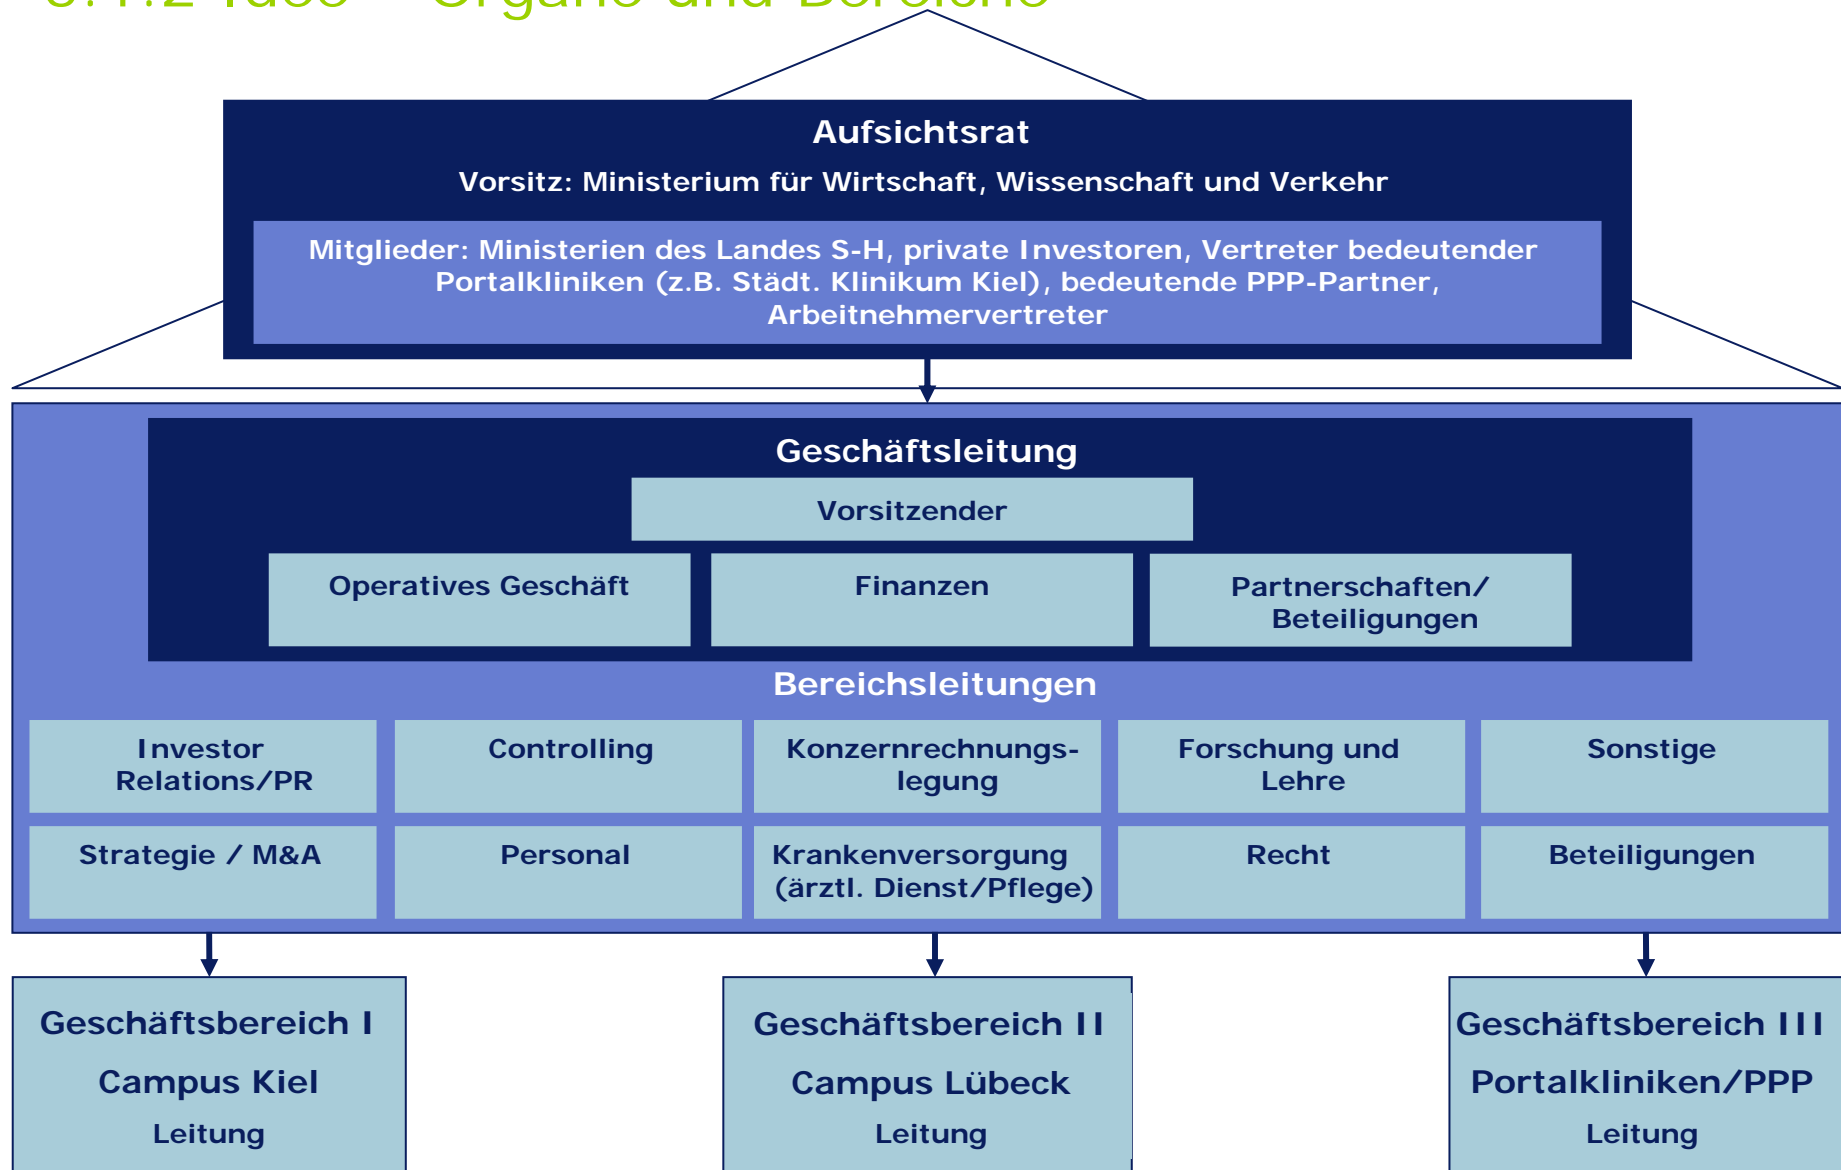 Organe und Bereiche
Aufsichtsrat
Vorsitz: Ministerium für Wirtschaft, Wissenschaft und Verkehr
Mitglieder: Ministerien des Landes S-H, private Investoren, Vertreter bedeutender
Portalkliniken (z.B. Städt. Klinikum Kiel), bedeutende PPP-Partner,
Arbeitnehmervertreter
Geschäftsleitung
Vorsitzender
Operatives Geschäft
Finanzen
Partnerschaften/
Beteiligungen
Bereichsleitungen
Investor
Relations/PR
Controlling
Konzernrechnungs-
legung
Forschung und
Lehre
Sonstige
Strategie / M&A
Personal
Krankenversorgung
(ärztl. Dienst/Pflege)
Recht
Beteiligungen
Geschäftsbereich I
Campus Kiel
Leitung
Geschäftsbereich II
Campus Lübeck
Leitung
Geschäftsbereich III
Portalkliniken/PPP
Leitung